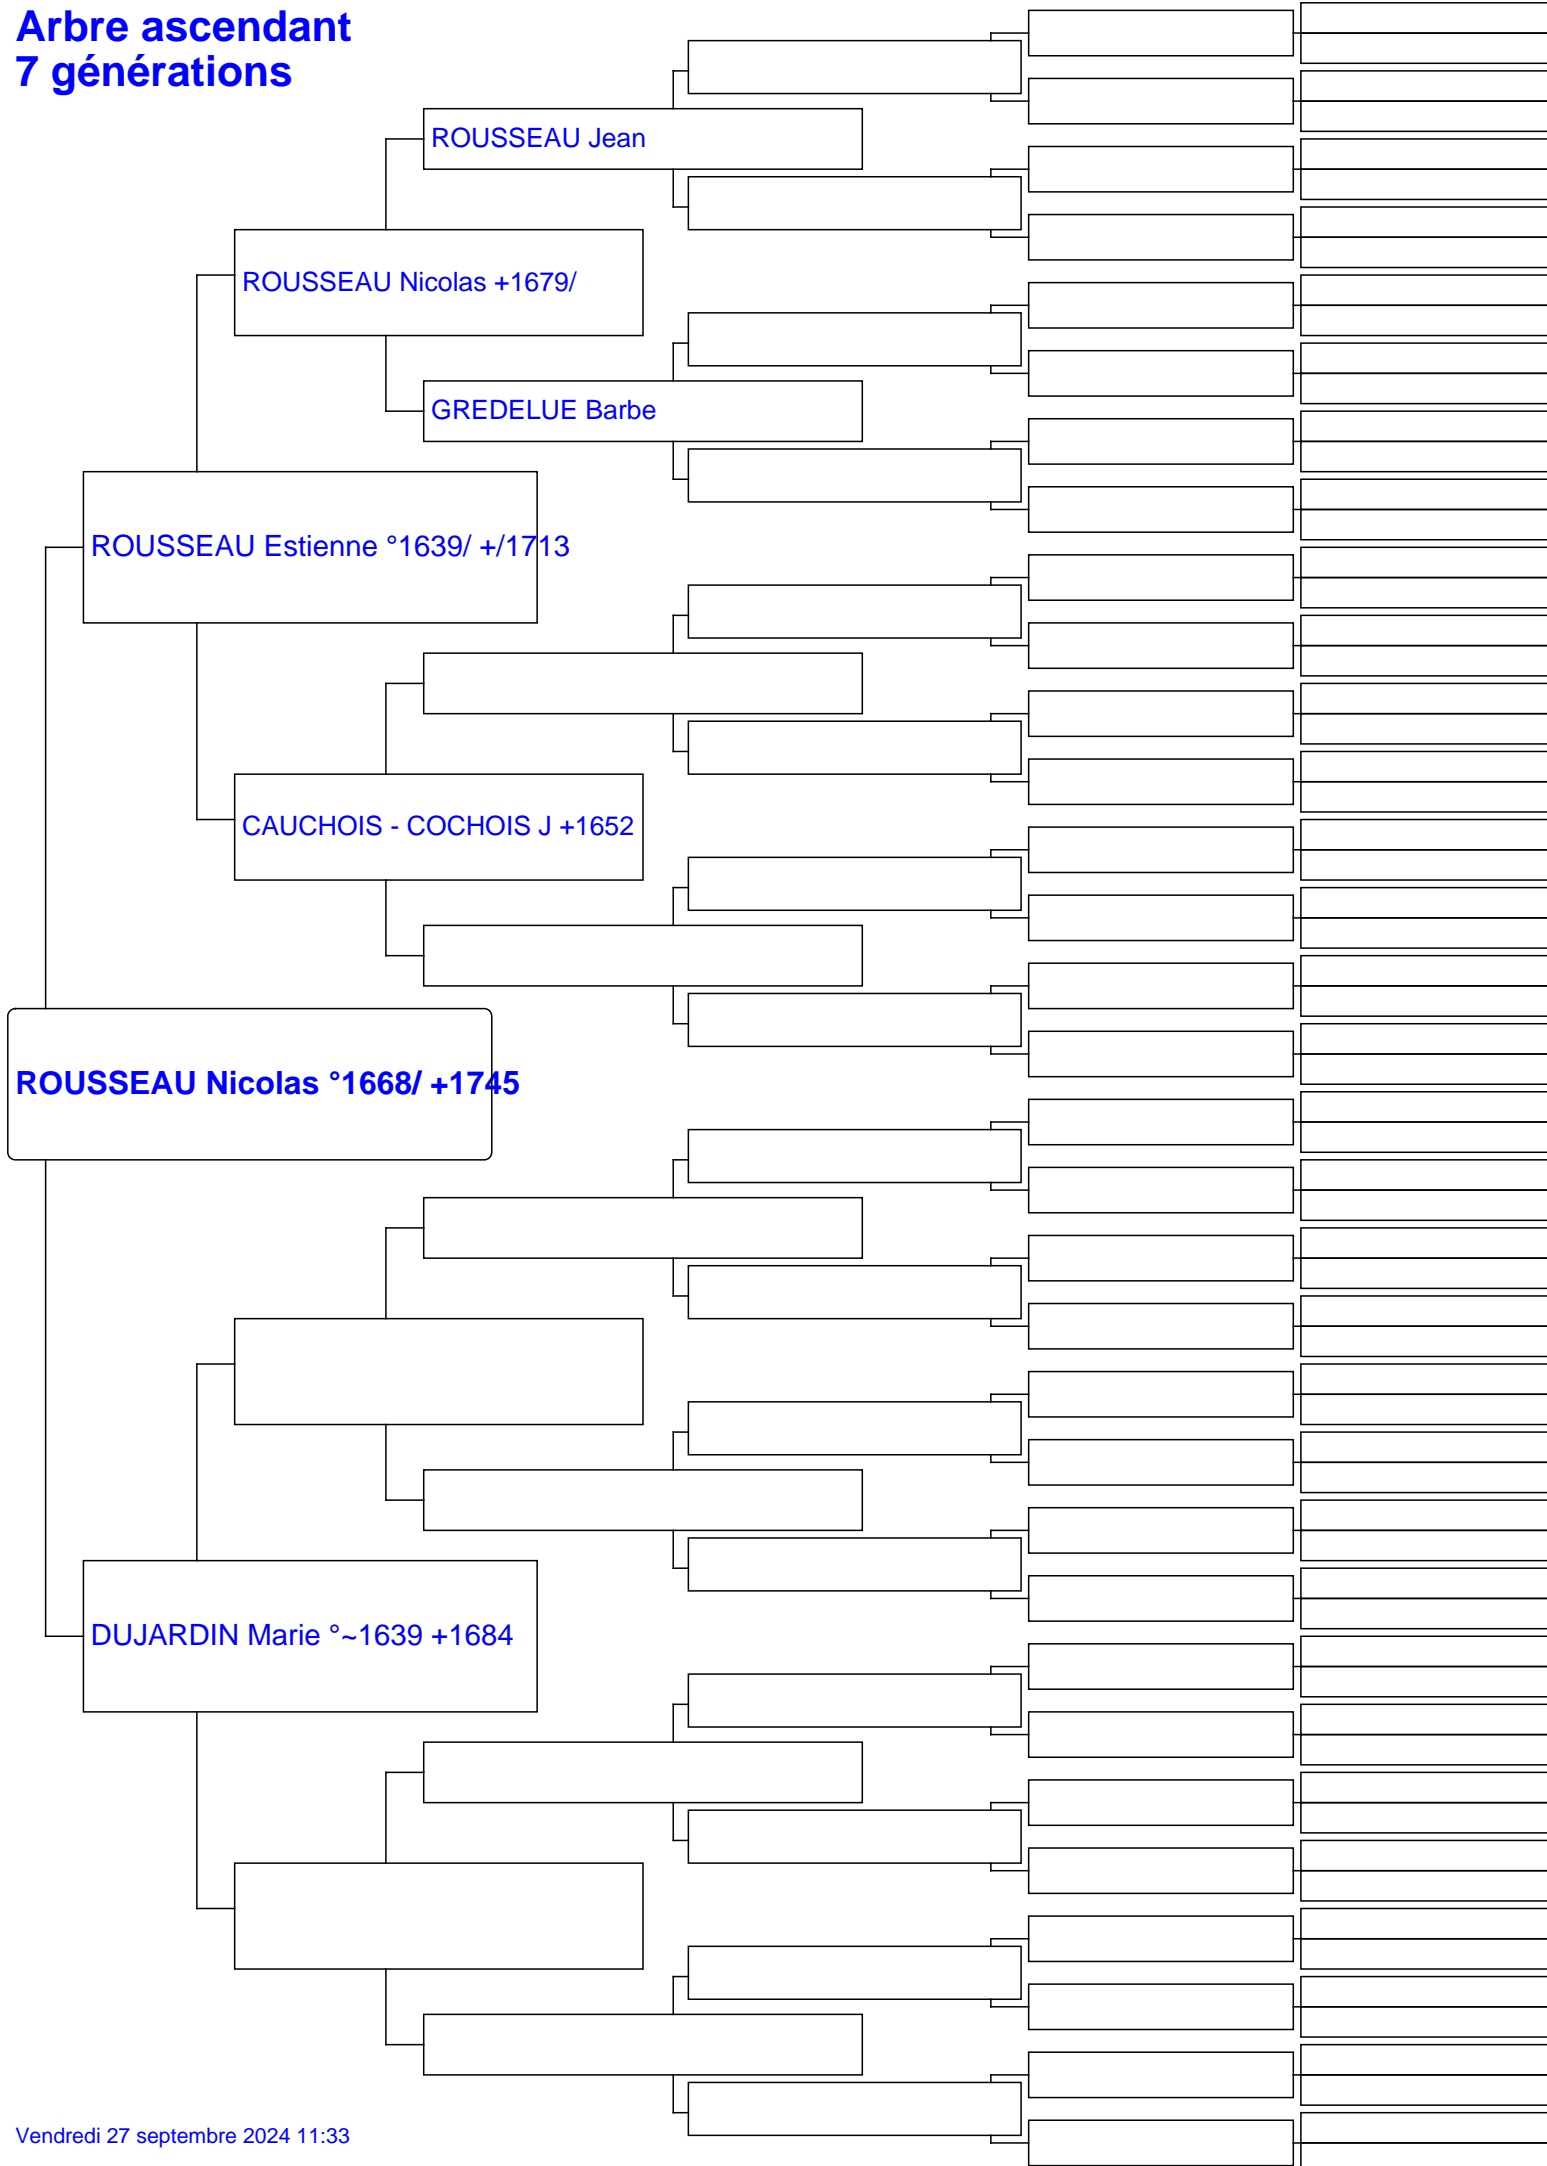 Arbre ascendant
7 générations
ROUSSEAU Jean
ROUSSEAU Nicolas +1679/
GREDELUE Barbe
ROUSSEAU Estienne °1639/ +/1713
CAUCHOIS - COCHOIS J +1652
ROUSSEAU Nicolas °1668/ +1745
DUJARDIN Marie °~1639 +1684
Vendredi 27 septembre 2024 11:33